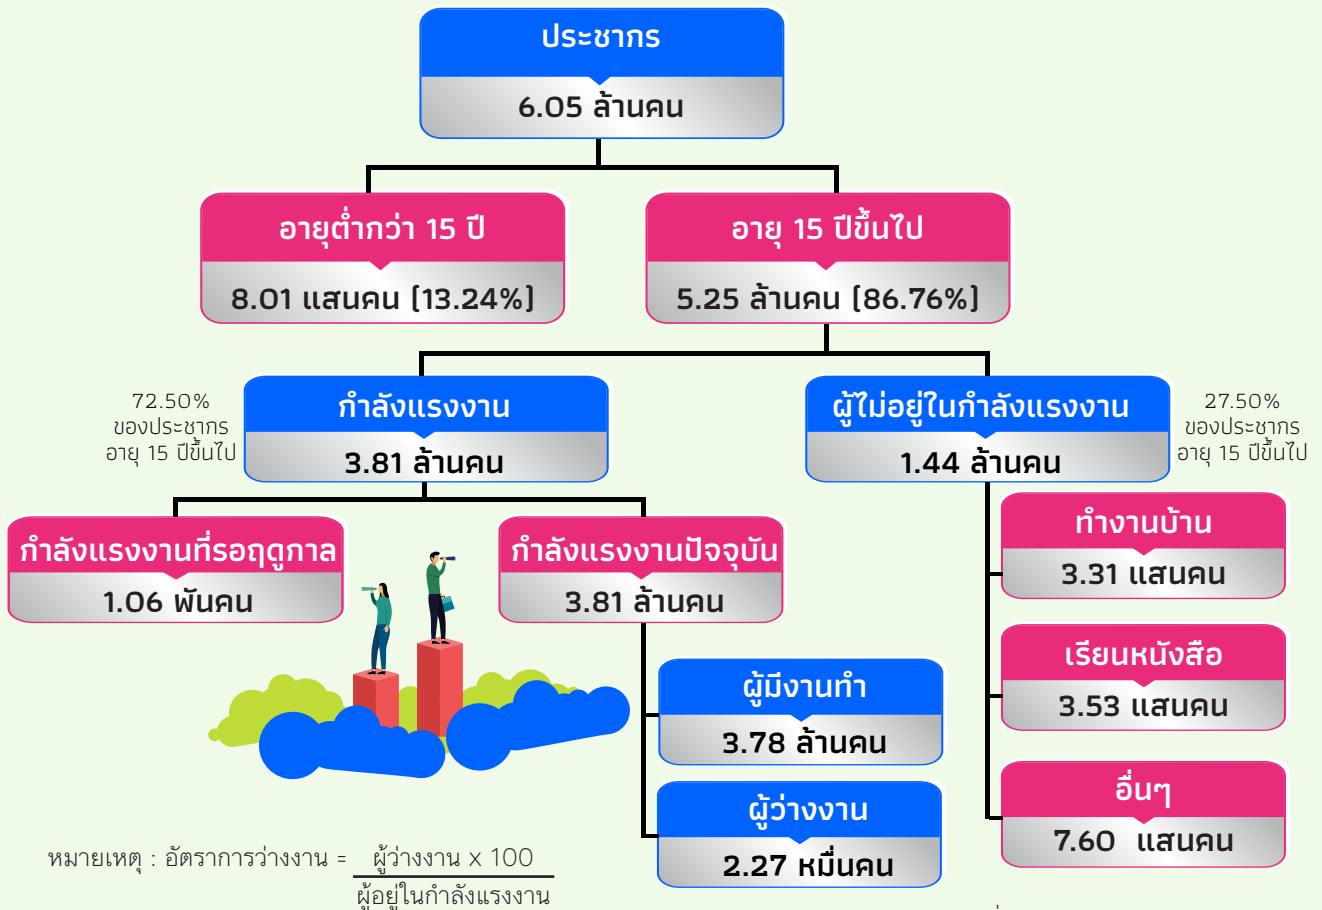 ประชากร
6.05 ล้านคน
อายุต่ำกว่า 15 ปี
8.01 แสนคน (13.24%)
อายุ 15 ปีขึ้นไป
5.25 ล้านคน (86.76%)
72.50%
ของประชากร
อายุ 15 ปีขึ้นไป
กำลังแรงงาน
3.81 ล้านคน
ผู้ไม่อยู่ในกำลังแรงงาน
1.44 ล้านคน
27.50%
ของประชากร
อายุ 15 ปีขึ้นไป
กำลังแรงงานที่รอฤดูกาล
1.06 พันคน
กำลังแรงงานปัจจุบัน
3.81 ล้านคน
ทำงานบ้าน
3.31 แสนคน
เรียนหนังสือ
3.53 แสนคน
ผู้มีงานทำ
3.78 ล้านคน
อื่นๆ
7.60 แสนคน
ผู้ว่างงาน
2.27 หมื่นคน
หมายเหตุ : อัตราการว่างงาน = ผู้ว่างงาน x 100
ผู้อยู่ในกำลังแรงงาน